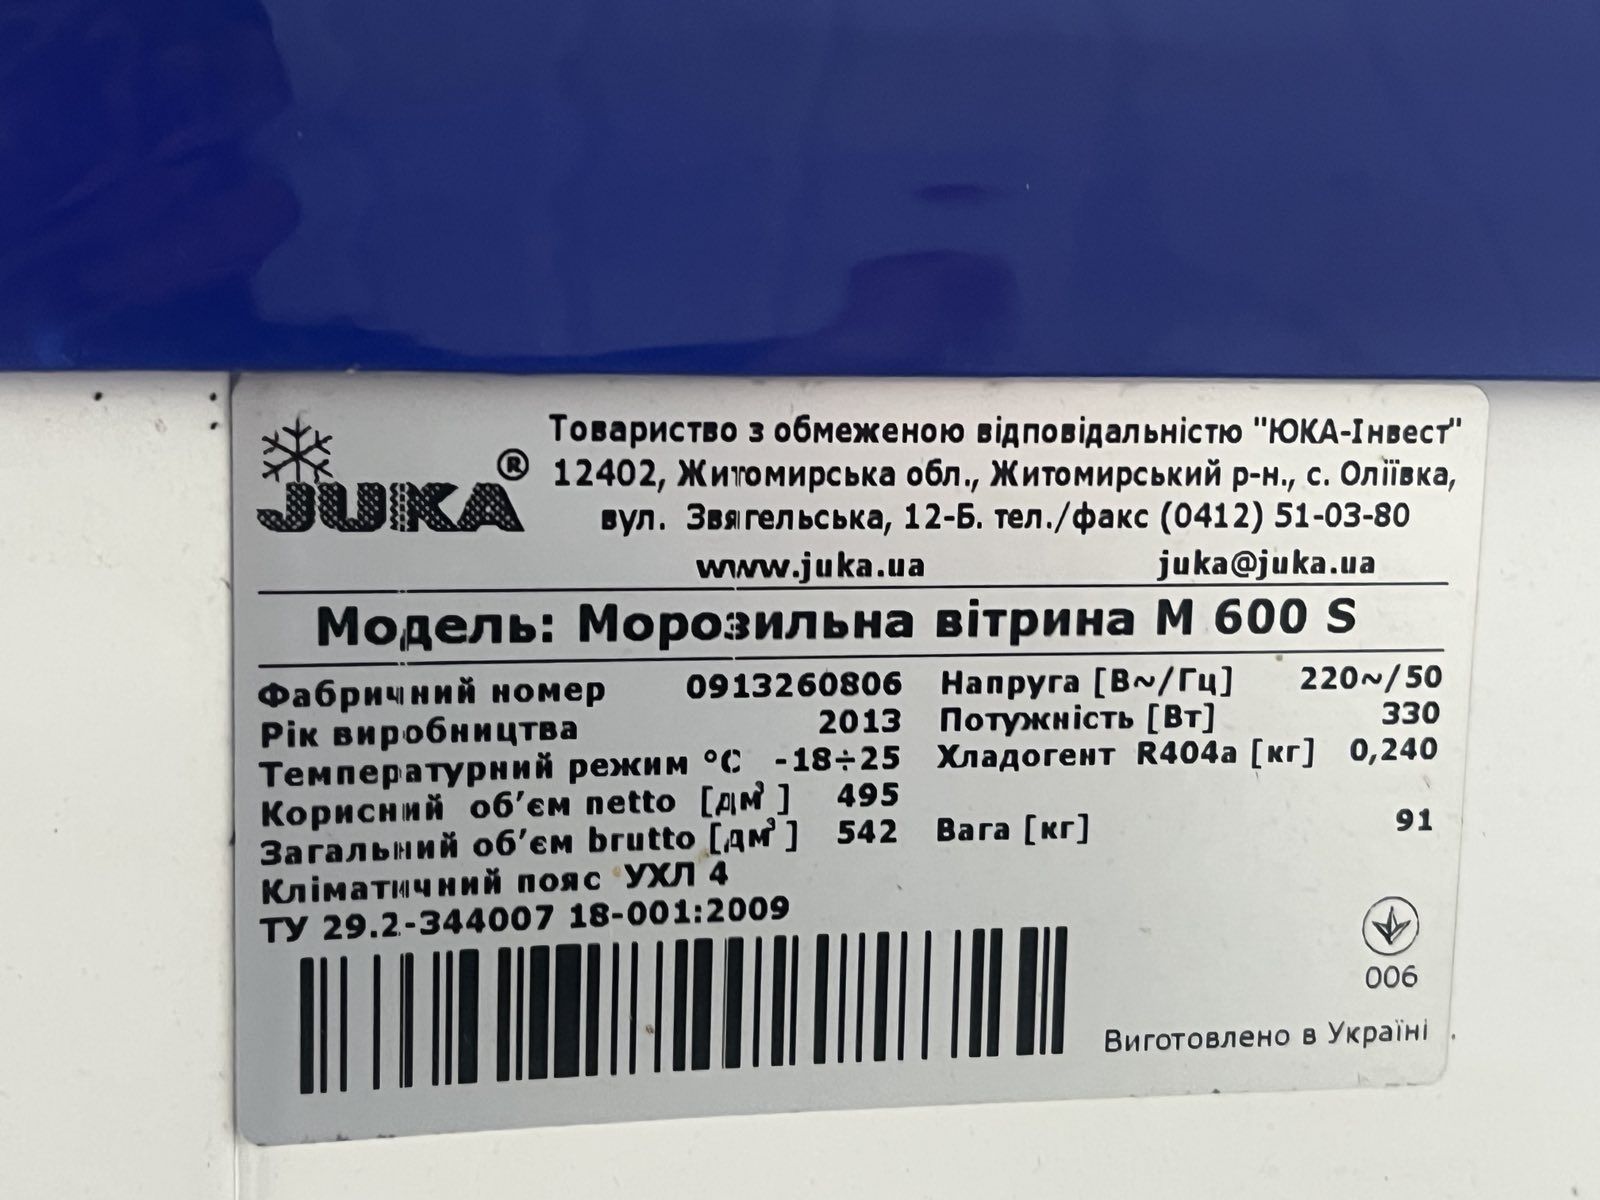 JUKA®
Товариство з обмеженою відповідальністю "ЮКА-Інвест"
12402, Житомирська обл., Житомирський р-н., с. Оліївка,
вул. Звягельська, 12-Б. тел./факс (0412) 51-03-80
www.juka.ua juka@juka.ua
Модель: Морозильна вітрина М 600 S
Фабричний номер 0913260806 Напруга [В~/Гц] 220~/50
Рік виробництва 2013 Потужність [Вт] 330
Температурний режим °С -18÷25 Хладогент R404a [кг] 0,240
Корисний об'єм netto [дм³] 495
Загальний об'єм brutto [дм³] 542 Вага [кг] 91
Кліматичний пояс УХЛ 4
ТУ 29.2-344007 18-001:2009
006
Виготовлено в Україні